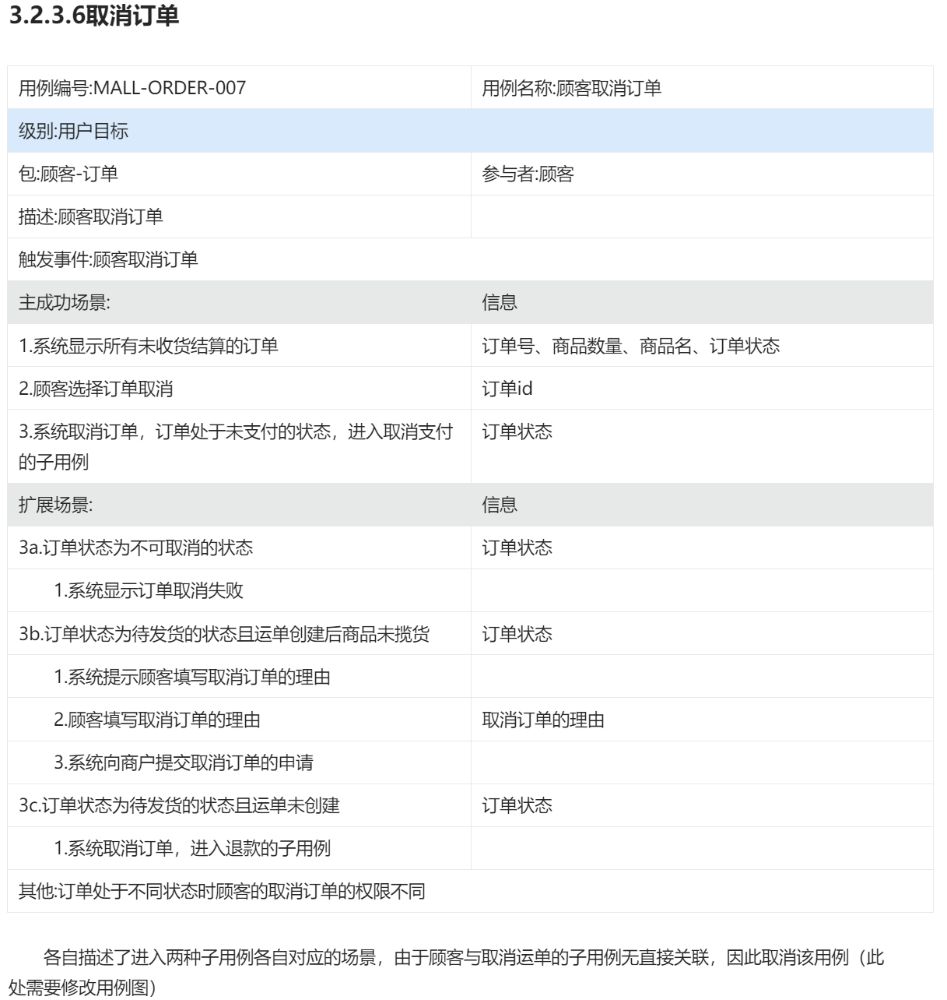 3.2.3.6取消订单
用例编号:MALL-ORDER-007
用例名称:顾客取消订单
级别:用户目标
包:顾客-订单
参与者:顾客
描述:顾客取消订单
触发事件:顾客取消订单
主成功场景:
信息
1.系统显示所有未收货结算的订单
订单号、商品数量、商品名、订单状态
2.顾客选择订单取消
订单id
3.系统取消订单，订单处于未支付的状态，进入取消支付
的子用例
订单状态
扩展场景:
信息
3a.订单状态为不可取消的状态
订单状态
1.系统显示订单取消失败
3b.订单状态为待发货的状态且运单创建后商品未揽货
订单状态
1.系统提示顾客填写取消订单的理由
2.顾客填写取消订单的理由
取消订单的理由
3.系统向商户提交取消订单的申请
3c.订单状态为待发货的状态且运单未创建
订单状态
1.系统取消订单，进入退款的子用例
其他:订单处于不同状态时顾客的取消订单的权限不同
各自描述了进入两种子用例各自对应的场景，由于顾客与取消运单的子用例无直接关联，因此取消该用例（此
处需要修改用例图）